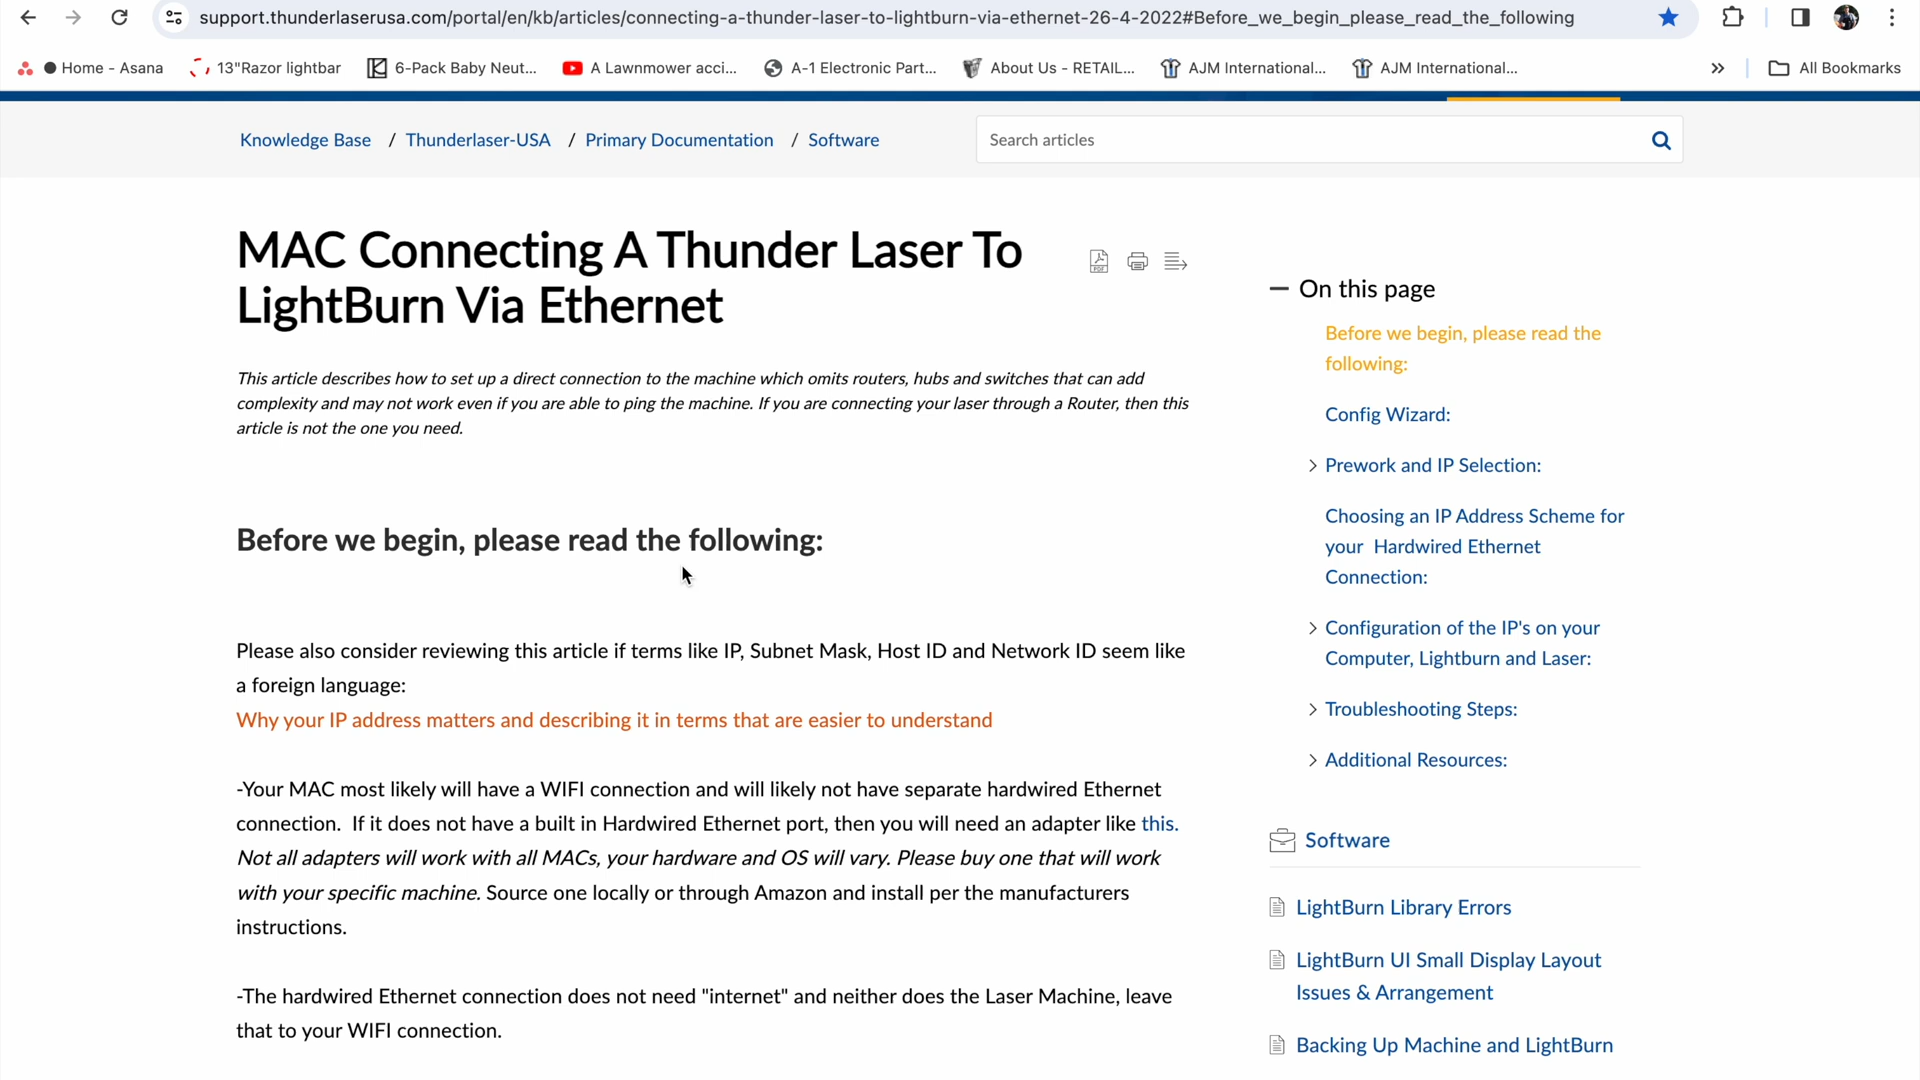 support.thunderlaserusa.com/portal/en/kb/articles/connecting-a-thunder-laser-to-lightburn-via-ethernet-26-4-2022#Before_we_begin_please_read_the_following
Home - Asana
13"Razor lightbar
6-Pack Baby Neut...
A Lawnmower acci...
A-1 Electronic Part...
About Us - RETAIL...
AJM International...
AJM International...
All Bookmarks
Knowledge Base / Thunderlaser-USA / Primary Documentation / Software
Search articles
MAC Connecting A Thunder Laser To
LightBurn Via Ethernet
PDF
This article describes how to set up a direct connection to the machine which omits routers, hubs and switches that can add
complexity and may not work even if you are able to ping the machine. If you are connecting your laser through a Router, then this
article is not the one you need.
Before we begin, please read the following:
Please also consider reviewing this article if terms like IP, Subnet Mask, Host ID and Network ID seem like
a foreign language:
Why your IP address matters and describing it in terms that are easier to understand
-Your MAC most likely will have a WIFI connection and will likely not have separate hardwired Ethernet
connection.  If it does not have a built in Hardwired Ethernet port, then you will need an adapter like this.
Not all adapters will work with all MACs, your hardware and OS will vary. Please buy one that will work
with your specific machine. Source one locally or through Amazon and install per the manufacturers
instructions.
-The hardwired Ethernet connection does not need "internet" and neither does the Laser Machine, leave
that to your WIFI connection.
On this page
Before we begin, please read the
following:
Config Wizard:
Prework and IP Selection:
Choosing an IP Address Scheme for
your  Hardwired Ethernet
Connection:
Configuration of the IP's on your
Computer, Lightburn and Laser:
Troubleshooting Steps:
Additional Resources:
Software
LightBurn Library Errors
LightBurn UI Small Display Layout
Issues & Arrangement
Backing Up Machine and LightBurn